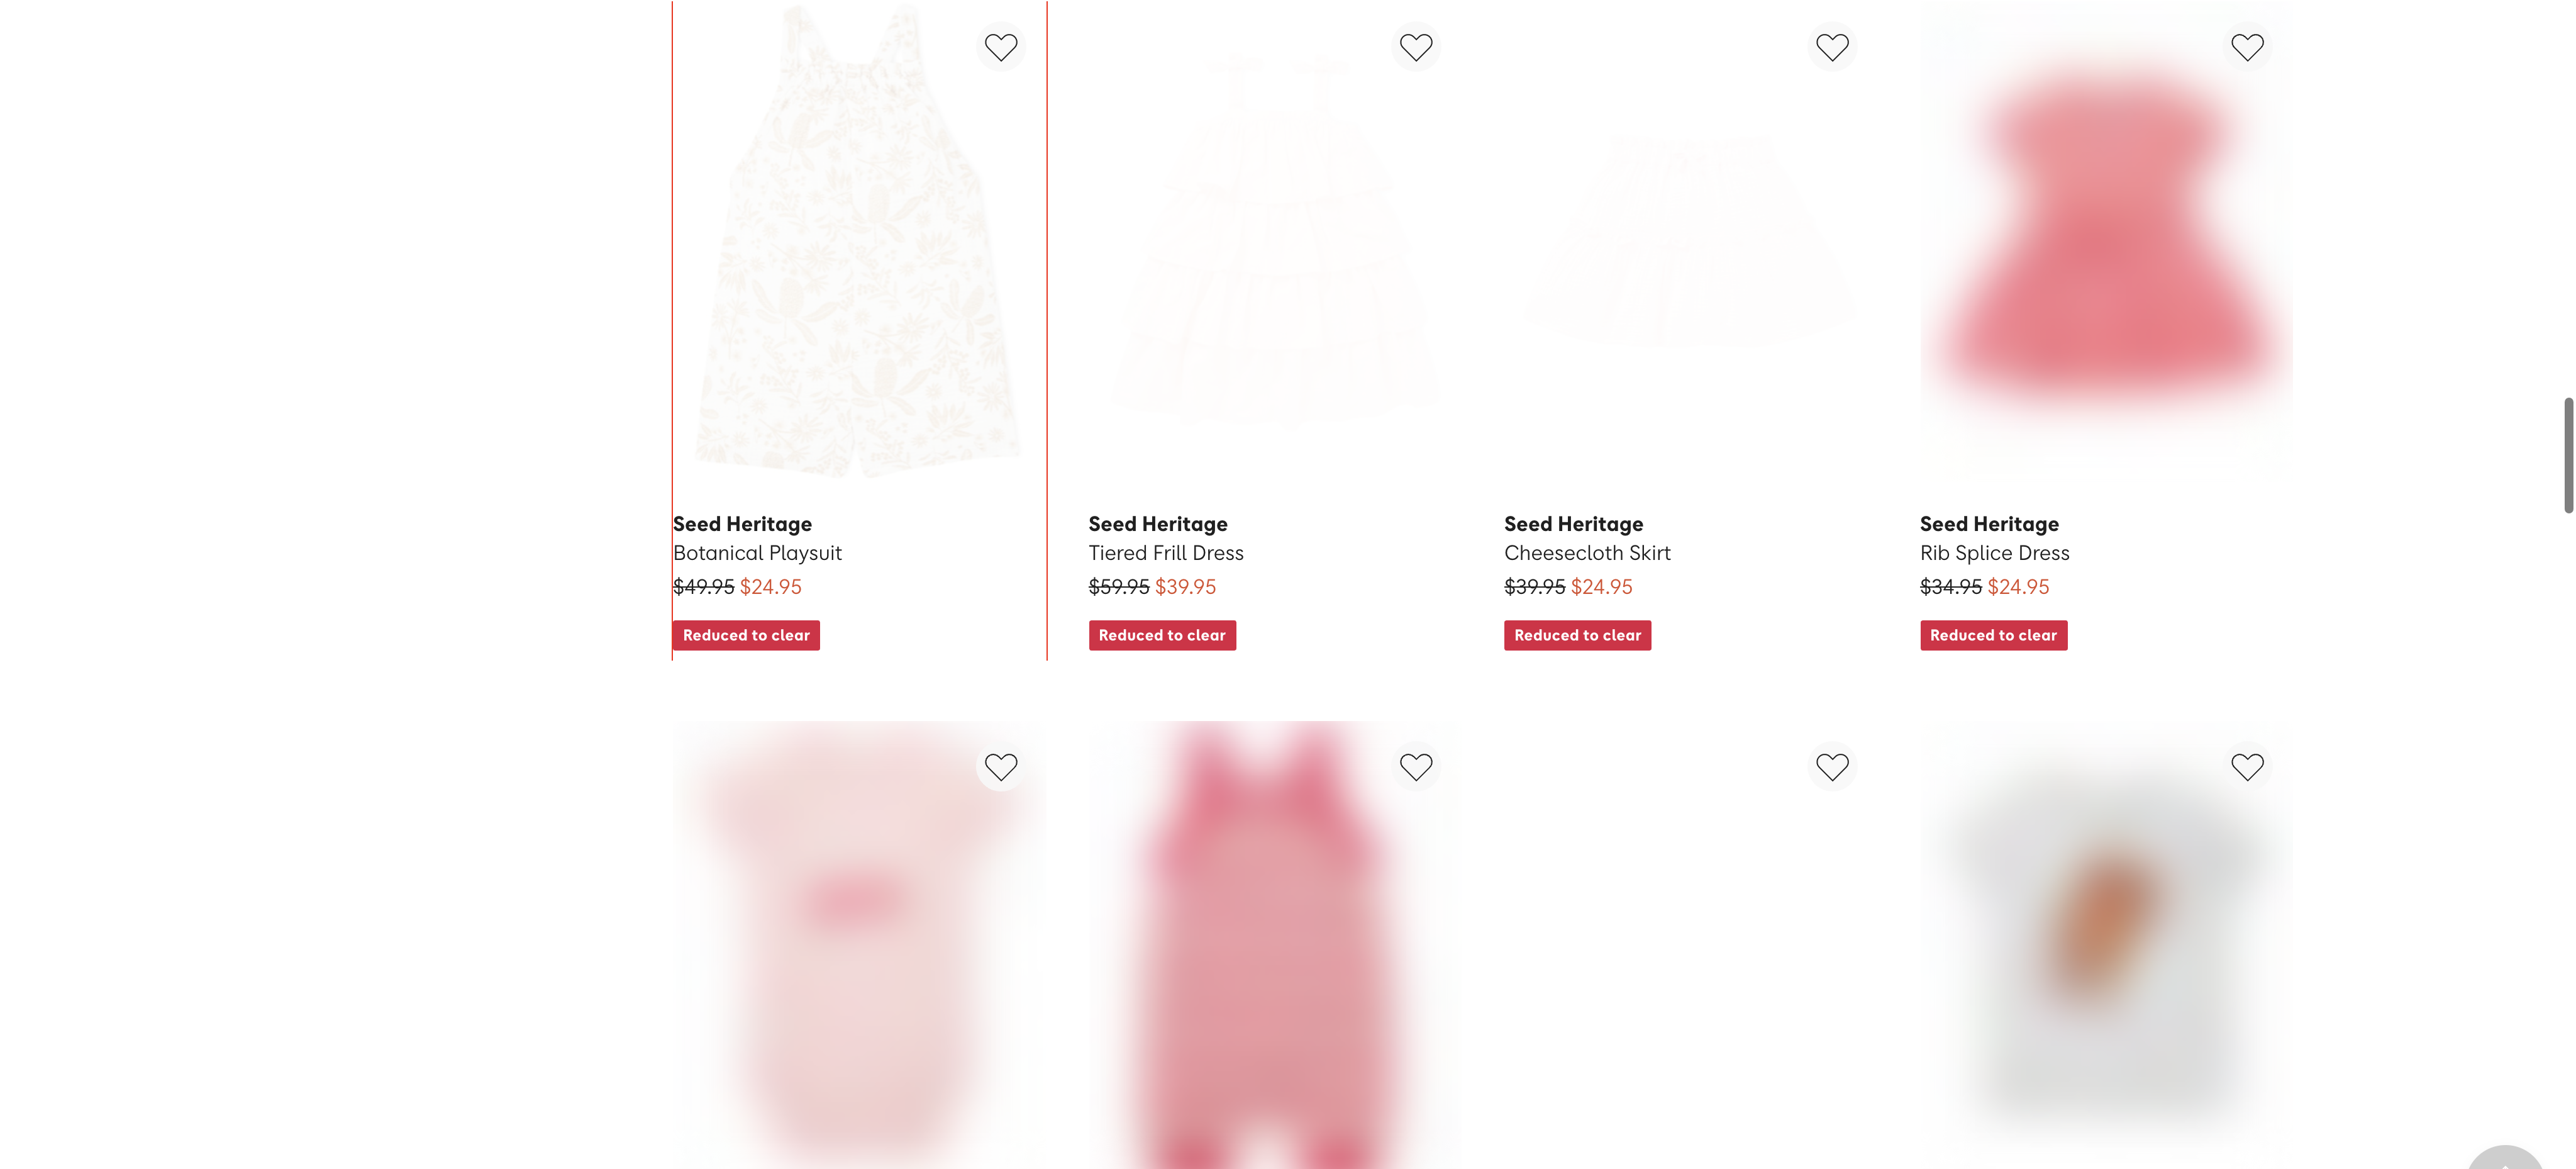 Seed Heritage
Botanical Playsuit
$49.95 $24.95
Reduced to clear
Seed Heritage
Tiered Frill Dress
$59.95 $39.95
Reduced to clear
Seed Heritage
Cheesecloth Skirt
$39.95 $24.95
Reduced to clear
Seed Heritage
Rib Splice Dress
$34.95 $24.95
Reduced to clear